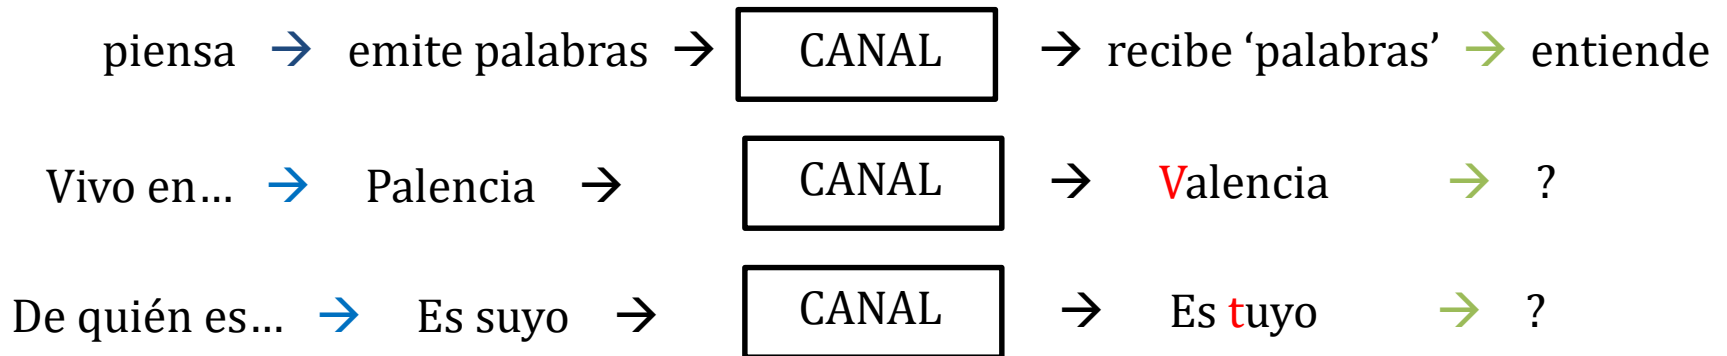 piensa → emite palabras → CANAL → recibe ‘palabras’ → entiende
Vivo en… → Palencia → CANAL → Valencia → ?
De quién es… → Es suyo → CANAL → Es tuyo → ?